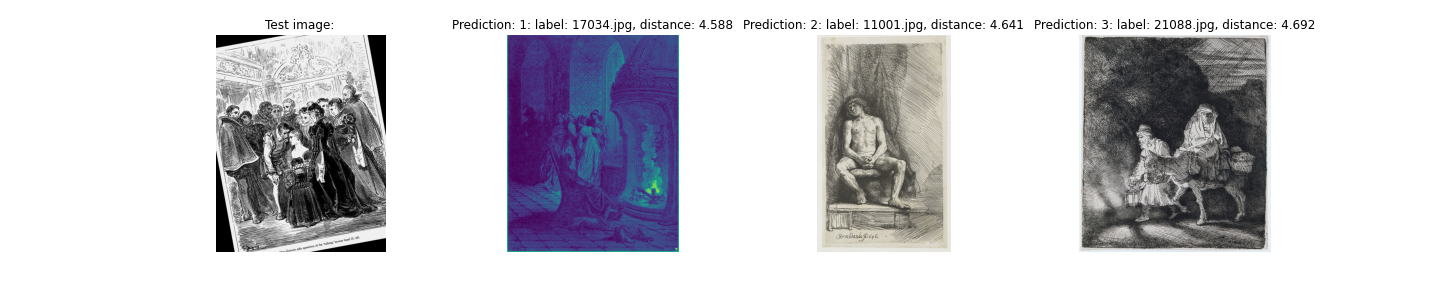 Test image:
Prediction: 1: label: 17034.jpg, distance: 4.588
Prediction: 2: label: 11001.jpg, distance: 4.641
Prediction: 3: label: 21088.jpg, distance: 4.692